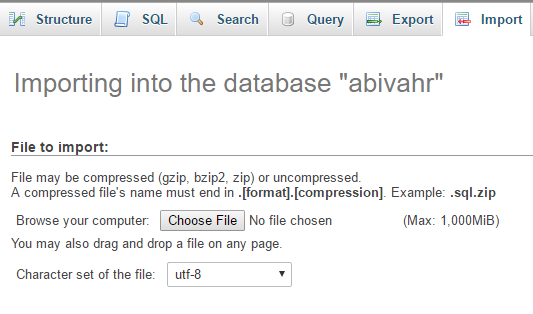 Structure SQL Search Query Export Import
Importing into the database "abivahr"
File to import:
File may be compressed (gzip, bzip2, zip) or uncompressed.
A compressed file's name must end in .[format].[compression]. Example: .sql.zip
Browse your computer: Choose File No file chosen (Max: 1,000MiB)
You may also drag and drop a file on any page.
Character set of the file: utf-8